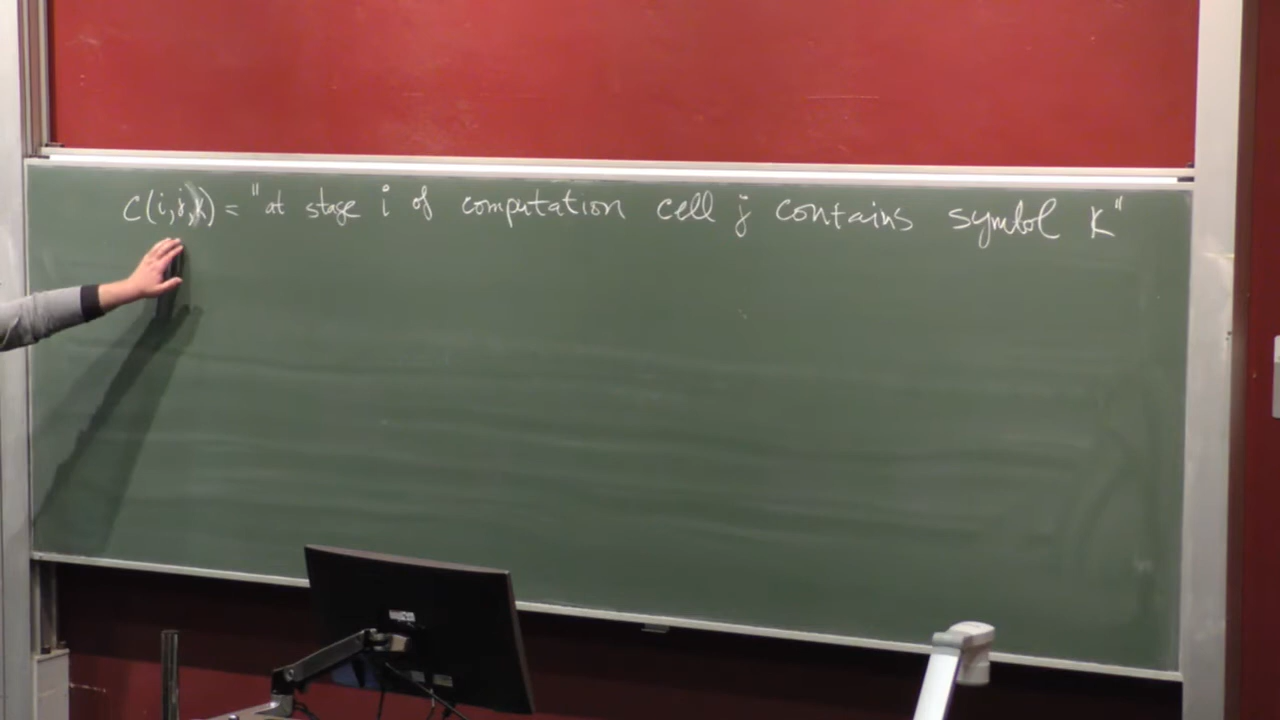 C(i,j,k) = "at stage i of computation cell j contains symbol k"